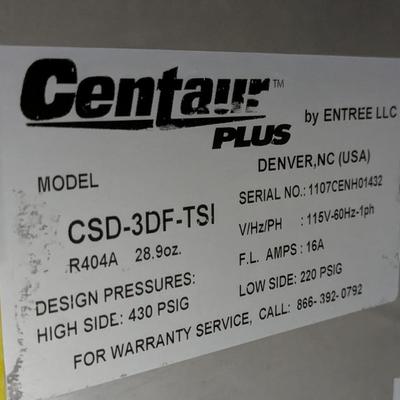 Centaur™
PLUS
by ENTREE LLC
DENVER,NC (USA)
MODEL
CSD-3DF-TSI
R404A 28.9oz.
DESIGN PRESSURES:
HIGH SIDE: 430 PSIG
SERIAL NO.: 1107CENH01432
V/Hz/PH : 115V-60Hz-1ph
F.L. AMPS : 16A
LOW SIDE: 220 PSIG
FOR WARRANTY SERVICE, CALL: 866-392-0792